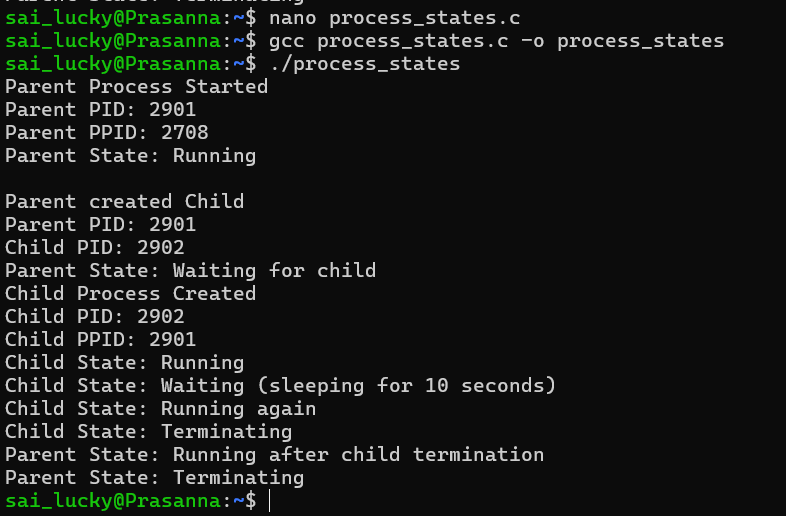 sai_lucky@Prasanna:~$ nano process_states.c
sai_lucky@Prasanna:~$ gcc process_states.c -o process_states
sai_lucky@Prasanna:~$ ./process_states
Parent Process Started
Parent PID: 2901
Parent PPID: 2708
Parent State: Running

Parent created Child
Parent PID: 2901
Child PID: 2902
Parent State: Waiting for child
Child Process Created
Child PID: 2902
Child PPID: 2901
Child State: Running
Child State: Waiting (sleeping for 10 seconds)
Child State: Running again
Child State: Terminating
Parent State: Running after child termination
Parent State: Terminating
sai_lucky@Prasanna:~$